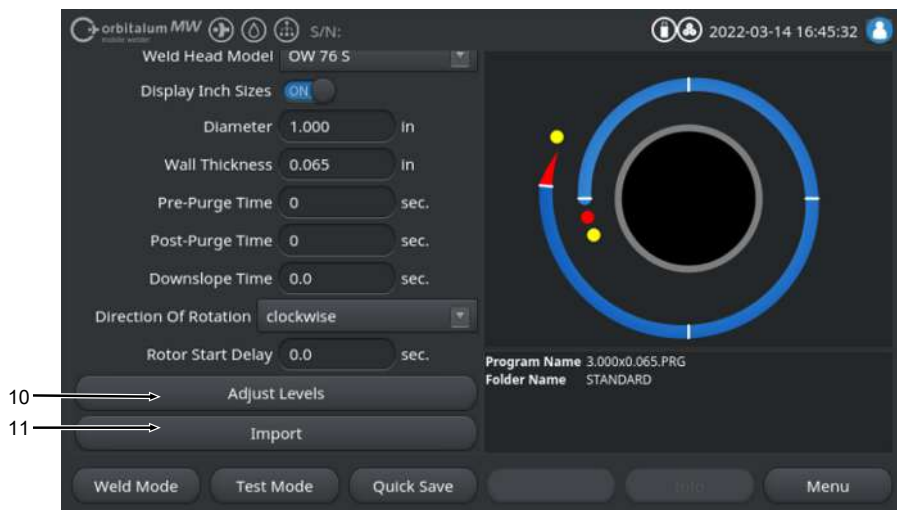 orbitalum MW S/N: 2022-03-14 16:45:32
mobile welder
Weld Head Model OW 76 S
Display Inch Sizes ON
Diameter 1.000 in
Wall Thickness 0.065 in
Pre-Purge Time 0 sec.
Post-Purge Time 0 sec.
Downslope Time 0.0 sec.
Direction Of Rotation clockwise
Rotor Start Delay 0.0 sec.
Program Name 3.000x0.065.PRG
Folder Name STANDARD
10 Adjust Levels
11 Import
Weld Mode Test Mode Quick Save Info Menu